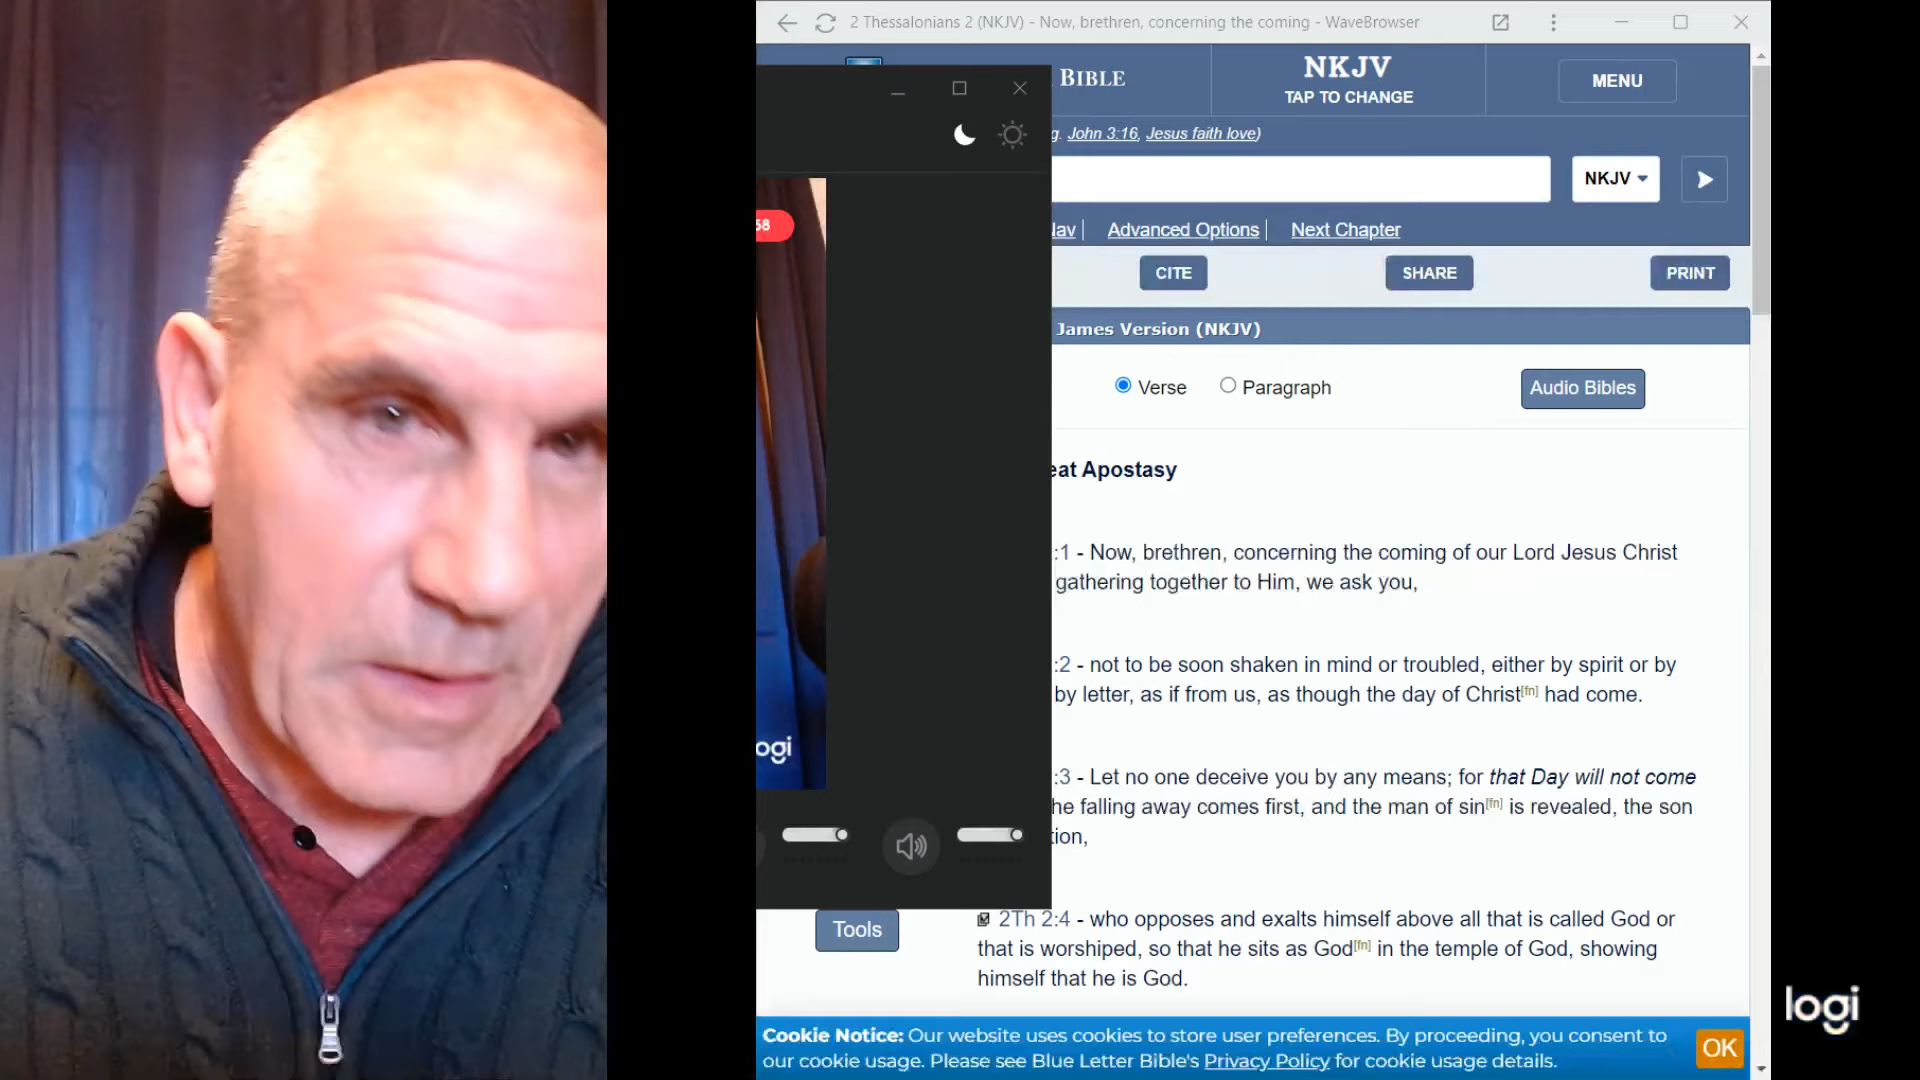 2 Thessalonians 2 (NKJV) - Now, brethren, concerning the coming - WaveBrowser
BIBLE
NKJV
TAP TO CHANGE
MENU
g. John 3:16, Jesus faith love)
NKJV
Advanced Options
Next Chapter
CITE
SHARE
PRINT
James Version (NKJV)
Verse
Paragraph
Audio Bibles
eat Apostasy
:1 - Now, brethren, concerning the coming of our Lord Jesus Christ
gathering together to Him, we ask you,
:2 - not to be soon shaken in mind or troubled, either by spirit or by
by letter, as if from us, as though the day of Christ[fn] had come.
:3 - Let no one deceive you by any means; for that Day will not come
he falling away comes first, and the man of sin[fn] is revealed, the son
tion,
2Th 2:4 - who opposes and exalts himself above all that is called God or
that is worshiped, so that he sits as God[fn] in the temple of God, showing
himself that he is God.
Tools
58
ogi
Cookie Notice: Our website uses cookies to store user preferences. By proceeding, you consent to
our cookie usage. Please see Blue Letter Bible's Privacy Policy for cookie usage details.
OK
logi